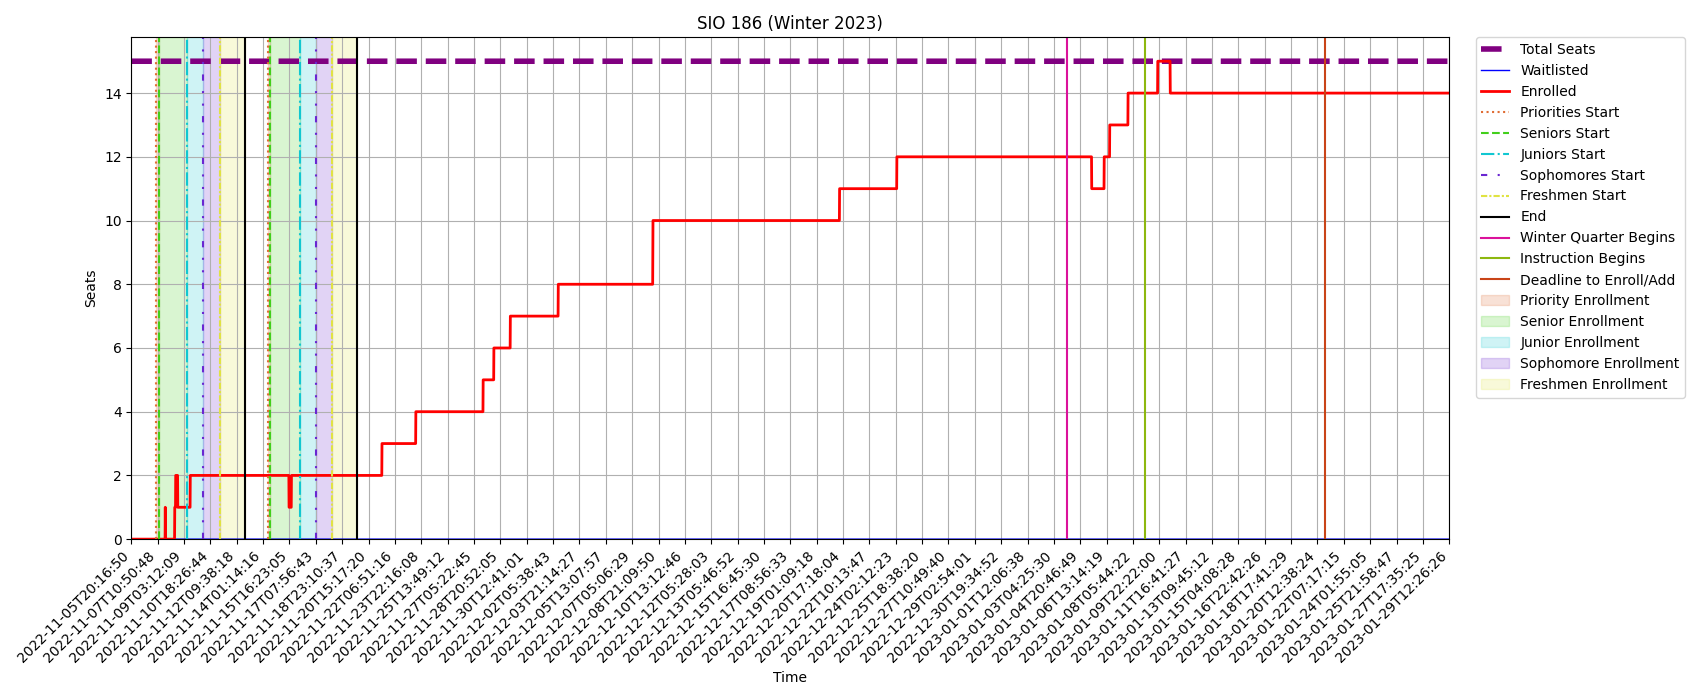 SIO 186 (Winter 2023)
Seats
14
12
10
8
6
4
2
0
2022-11-05T20:16:50
2022-11-07T10:50:48
2022-11-09T03:12:09
2022-11-10T18:26:44
2022-11-12T09:38:18
2022-11-14T01:14:16
2022-11-15T16:23:05
2022-11-17T07:56:43
2022-11-18T23:10:37
2022-11-20T15:17:20
2022-11-22T06:51:16
2022-11-23T22:16:08
2022-11-25T13:49:12
2022-11-27T05:22:45
2022-11-28T20:52:05
2022-11-30T12:41:01
2022-12-02T05:38:43
2022-12-03T21:14:27
2022-12-05T13:07:57
2022-12-07T05:06:29
2022-12-08T21:09:50
2022-12-10T13:12:46
2022-12-12T05:28:03
2022-12-13T05:46:52
2022-12-15T16:45:30
2022-12-17T08:56:33
2022-12-19T01:09:18
2022-12-20T17:18:04
2022-12-22T10:13:47
2022-12-24T02:12:23
2022-12-25T18:38:20
2022-12-27T10:49:40
2022-12-29T02:54:01
2022-12-30T19:34:52
2023-01-01T12:06:38
2023-01-03T04:25:30
2023-01-04T20:46:49
2023-01-06T13:14:19
2023-01-08T05:44:22
2023-01-09T22:22:00
2023-01-11T16:41:27
2023-01-13T09:45:12
2023-01-15T04:08:28
2023-01-16T22:42:26
2023-01-18T17:41:29
2023-01-20T12:38:24
2023-01-22T07:17:15
2023-01-24T01:55:05
2023-01-25T21:58:47
2023-01-27T17:35:25
2023-01-29T12:26:26
Time
Total Seats
Waitlisted
Enrolled
Priorities Start
Seniors Start
Juniors Start
Sophomores Start
Freshmen Start
End
Winter Quarter Begins
Instruction Begins
Deadline to Enroll/Add
Priority Enrollment
Senior Enrollment
Junior Enrollment
Sophomore Enrollment
Freshmen Enrollment